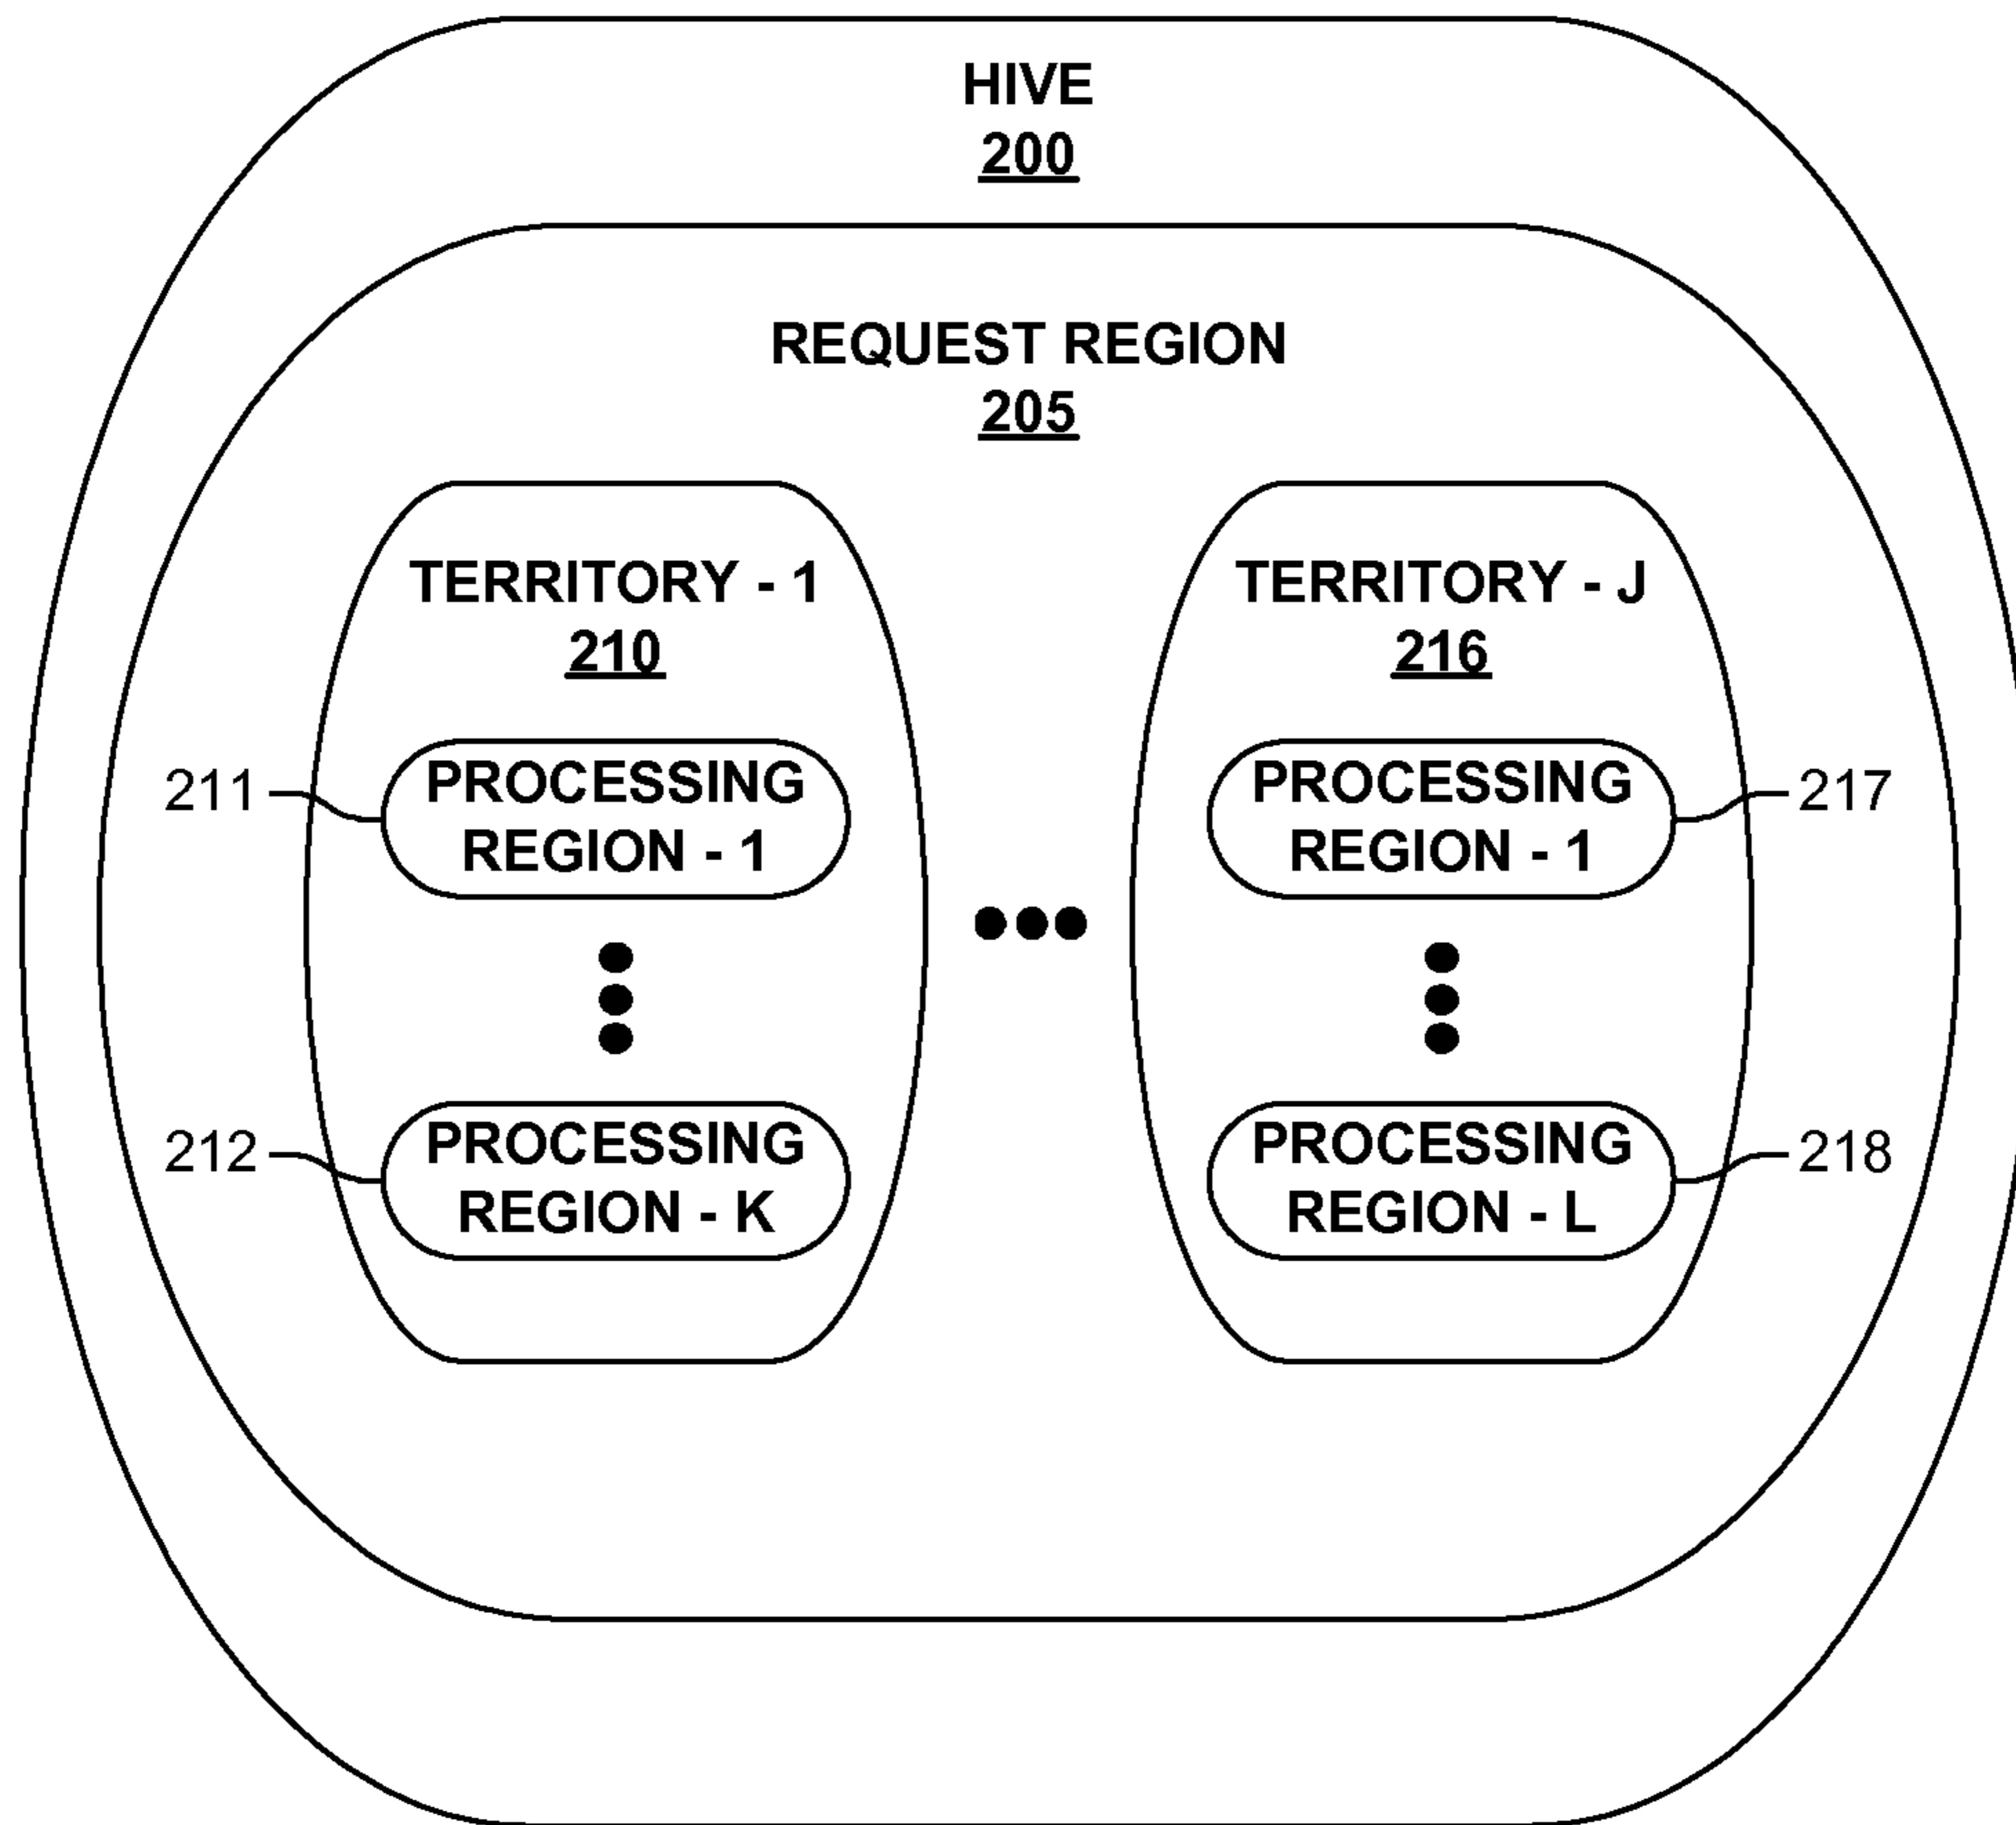 HIVE
200
REQUEST REGION
205
TERRITORY - 1
210
TERRITORY - J
216
211
PROCESSING
REGION - 1
PROCESSING
REGION - 1
217
212
PROCESSING
REGION - K
PROCESSING
REGION - L
218